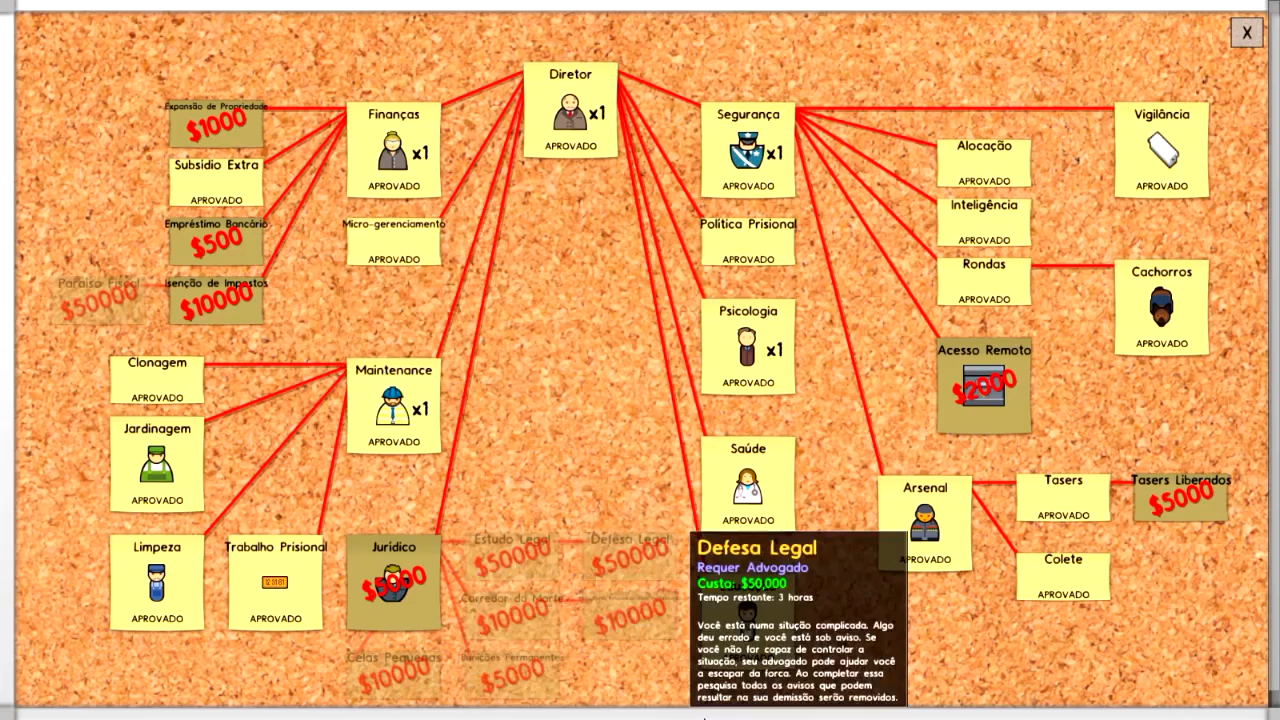 X
Diretor
x1
APROVADO
Expansão de Propriedade
$1000
Finanças
x1
APROVADO
Segurança
x1
APROVADO
Vigilância
APROVADO
Subsidio Extra
APROVADO
Alocação
APROVADO
Inteligência
APROVADO
Empréstimo Bancário
$500
Micro-gerenciamento
APROVADO
Política Prisional
APROVADO
Rondas
APROVADO
Cachorros
APROVADO
Paraíso Fiscal
$50000
Isenção de Impostos
$10000
Psicologia
x1
APROVADO
Acesso Remoto
$2000
Clonagem
APROVADO
Maintenance
x1
APROVADO
Jardinagem
APROVADO
Saúde
APROVADO
Arsenal
APROVADO
Tasers
APROVADO
Tasers Liberados
$5000
Colete
APROVADO
Limpeza
APROVADO
Trabalho Prisional
APROVADO
Jurídico
$5000
Estudo Legal
$50000
Defesa Legal
$50000
Corredor da Morte
$10000
$10000
Celas Pequenas
$10000
Punições Permanentes
$5000
Defesa Legal
Requer Advogado
Custo: $50,000
Tempo restante: 3 horas
Você está numa situção complicada. Algo
deu errado e você está sob aviso. Se
você não for capaz de controlar a
situação, seu advogado pode ajudar você
a escapar da forca. Ao completar essa
pesquisa todos os avisos que podem
resultar na sua demissão serão removidos.